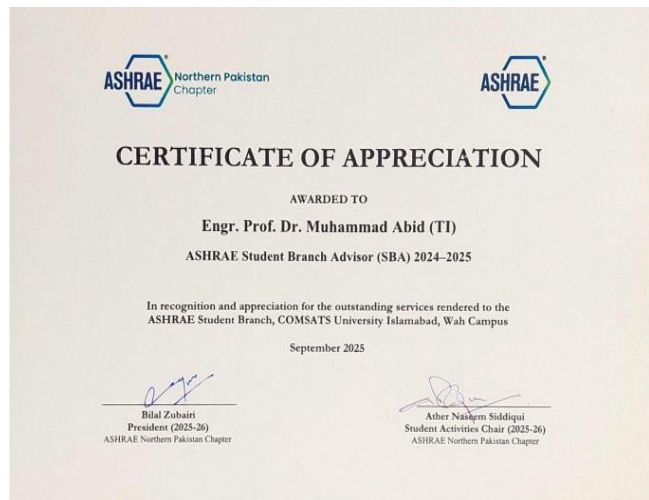 ASHRAE Northern Pakistan
Chapter
ASHRAE
CERTIFICATE OF APPRECIATION
AWARDED TO
Engr. Prof. Dr. Muhammad Abid (TI)
ASHRAE Student Branch Advisor (SBA) 2024–2025
In recognition and appreciation for the outstanding services rendered to the
ASHRAE Student Branch, COMSATS University Islamabad, Wah Campus
September 2025
Bilal Zubairi
President (2025-26)
ASHRAE Northern Pakistan Chapter
Ather Naseem Siddiqui
Student Activities Chair (2025-26)
ASHRAE Northern Pakistan Chapter